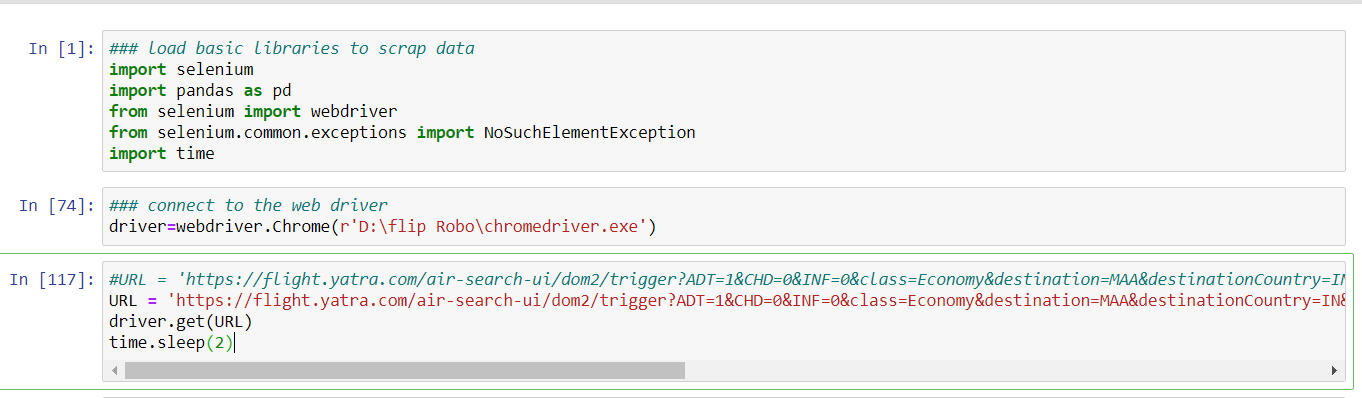 In [1]: ### load basic libraries to scrap data
import selenium
import pandas as pd
from selenium import webdriver
from selenium.common.exceptions import NoSuchElementException
import time
In [74]: ### connect to the web driver
driver=webdriver.Chrome(r'D:\flip Robo\chromedriver.exe')
In [117]: #URL = 'https://flight.yatra.com/air-search-ui/dom2/trigger?ADT=1&CHD=0&INF=0&class=Economy&destination=MAA&destinationCountry=IN
URL = 'https://flight.yatra.com/air-search-ui/dom2/trigger?ADT=1&CHD=0&INF=0&class=Economy&destination=MAA&destinationCountry=IN&
driver.get(URL)
time.sleep(2)